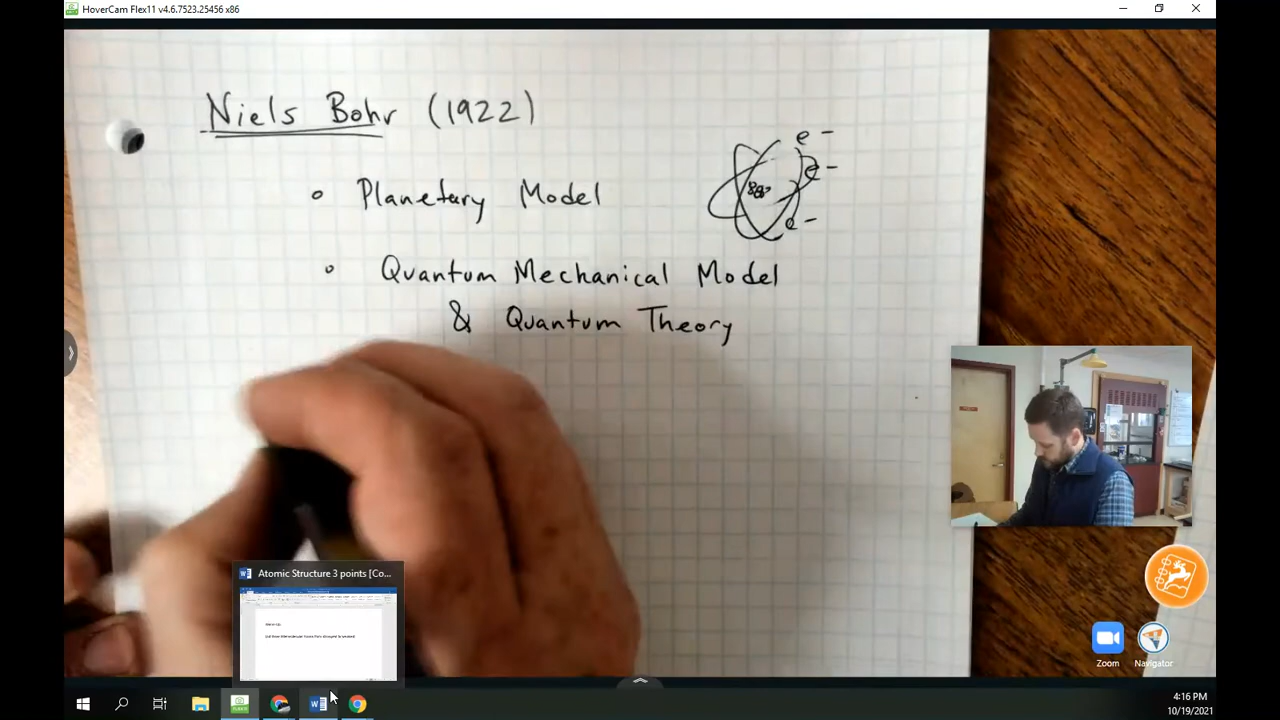 HoverCam Flex11 v4.6.7523.25456 x86
Niels Bohr (1922)
e -
e -
Planetary Model
e -
Quantum Mechanical Model
& Quantum Theory
Atomic Structure 3 points [Co...
Zoom
Navigator
4:16 PM
10/19/2021